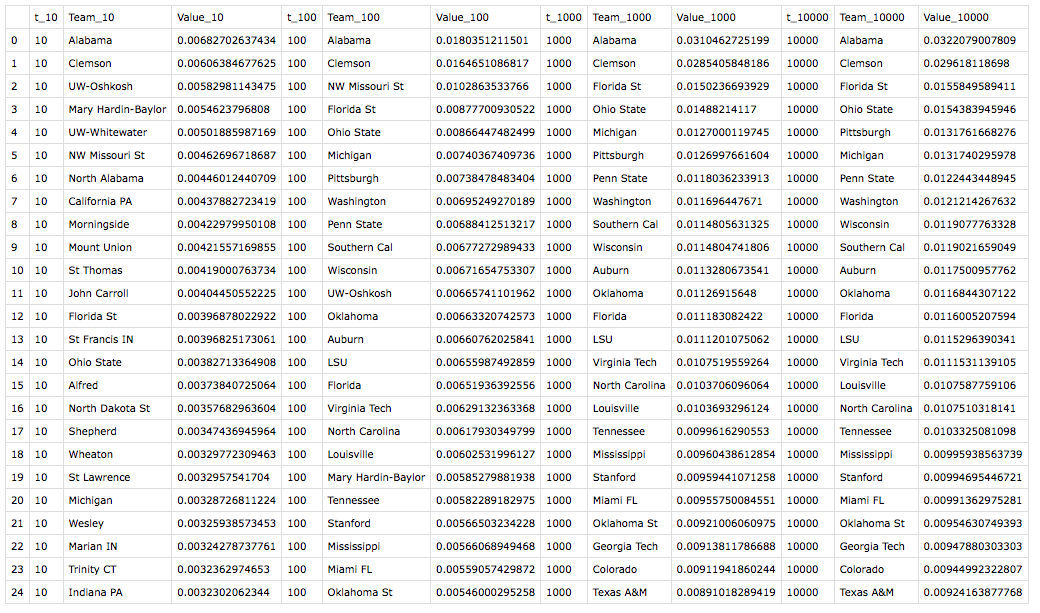 t_10 Team_10 Value_10 t_100 Team_100 Value_100 t_1000 Team_1000 Value_1000 t_10000 Team_10000 Value_10000
0 10 Alabama 0.00682702637434 100 Alabama 0.0180351211501 1000 Alabama 0.0310462725199 10000 Alabama 0.0322079007809
1 10 Clemson 0.00606384677625 100 Clemson 0.0164651086817 1000 Clemson 0.0285405848186 10000 Clemson 0.029618118698
2 10 UW-Oshkosh 0.00582981143475 100 NW Missouri St 0.0102863533766 1000 Florida St 0.0150236693929 10000 Florida St 0.0155849589411
3 10 Mary Hardin-Baylor 0.0054623796808 100 Florida St 0.00877700930522 1000 Ohio State 0.01488214117 10000 Ohio State 0.0154383945946
4 10 UW-Whitewater 0.00501885987169 100 Ohio State 0.00866447482499 1000 Michigan 0.0127000119745 10000 Pittsburgh 0.0131761668276
5 10 NW Missouri St 0.00462696718687 100 Michigan 0.00740367409736 1000 Pittsburgh 0.0126997661604 10000 Michigan 0.0131740295978
6 10 North Alabama 0.00446012440709 100 Pittsburgh 0.00738478483404 1000 Penn State 0.0118036233913 10000 Penn State 0.0122443448945
7 10 California PA 0.00437882723419 100 Washington 0.00695249270189 1000 Washington 0.011696447671 10000 Washington 0.0121214267632
8 10 Morningside 0.00422979950108 100 Penn State 0.00688412513217 1000 Southern Cal 0.0114805631325 10000 Wisconsin 0.0119077763328
9 10 Mount Union 0.00421557169855 100 Southern Cal 0.00677272989433 1000 Wisconsin 0.0114804741806 10000 Southern Cal 0.0119021659049
10 10 St Thomas 0.00419000763734 100 Wisconsin 0.00671654753307 1000 Auburn 0.0113280673541 10000 Auburn 0.0117500957762
11 10 John Carroll 0.00404450552225 100 UW-Oshkosh 0.00665741101962 1000 Oklahoma 0.01126915648 10000 Oklahoma 0.0116844307122
12 10 Florida St 0.00396878022922 100 Oklahoma 0.00663320742573 1000 Florida 0.011183082422 10000 Florida 0.0116005207594
13 10 St Francis IN 0.00396825173061 100 Auburn 0.00660762025841 1000 LSU 0.0111201075062 10000 LSU 0.0115296390341
14 10 Ohio State 0.00382713364908 100 LSU 0.00655987492859 1000 Virginia Tech 0.0107519559264 10000 Virginia Tech 0.0111531139105
15 10 Alfred 0.00373840725064 100 Florida 0.00651936392556 1000 North Carolina 0.0103706096064 10000 Louisville 0.0107587759106
16 10 North Dakota St 0.00357682963604 100 Virginia Tech 0.00629132363368 1000 Louisville 0.0103693296124 10000 North Carolina 0.0107510318141
17 10 Shepherd 0.00347436945964 100 North Carolina 0.00617930349799 1000 Tennessee 0.0099616290553 10000 Tennessee 0.0103325081098
18 10 Wheaton 0.00329772309463 100 Louisville 0.00602531996127 1000 Mississippi 0.00960438612854 10000 Mississippi 0.00995938563739
19 10 St Lawrence 0.0032957541704 100 Mary Hardin-Baylor 0.00585279881938 1000 Stanford 0.00959441071258 10000 Stanford 0.00994695446721
20 10 Michigan 0.00328726811224 100 Tennessee 0.00582289182975 1000 Miami FL 0.00955750084551 10000 Miami FL 0.00991362975281
21 10 Wesley 0.00325938573453 100 Stanford 0.00566503234228 1000 Oklahoma St 0.00921006060975 10000 Oklahoma St 0.00954630749393
22 10 Marian IN 0.00324278737761 100 Mississippi 0.00566068949468 1000 Georgia Tech 0.00913811786688 10000 Georgia Tech 0.00947880303303
23 10 Trinity CT 0.0032362974653 100 Miami FL 0.00559057429872 1000 Colorado 0.00911941860244 10000 Colorado 0.00944992322807
24 10 Indiana PA 0.0032302062344 100 Oklahoma St 0.00546000295258 1000 Texas A&M 0.00891018289419 10000 Texas A&M 0.00924163877768